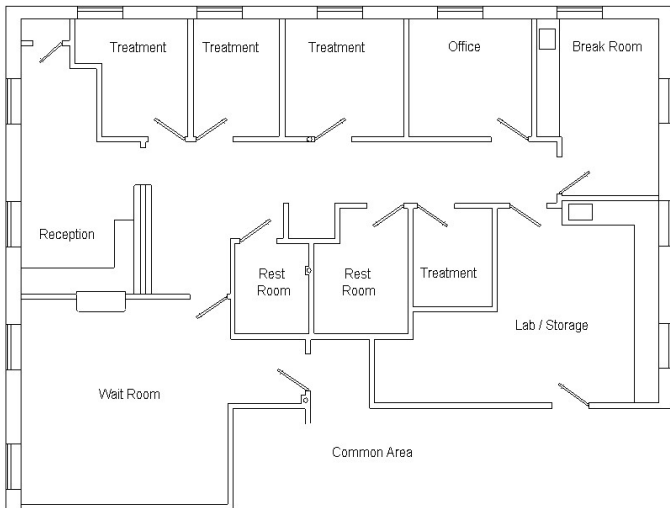 Treatment
Treatment
Treatment
Office
Break Room
Reception
Rest
Room
Rest
Room
Treatment
Lab / Storage
Wait Room
Common Area